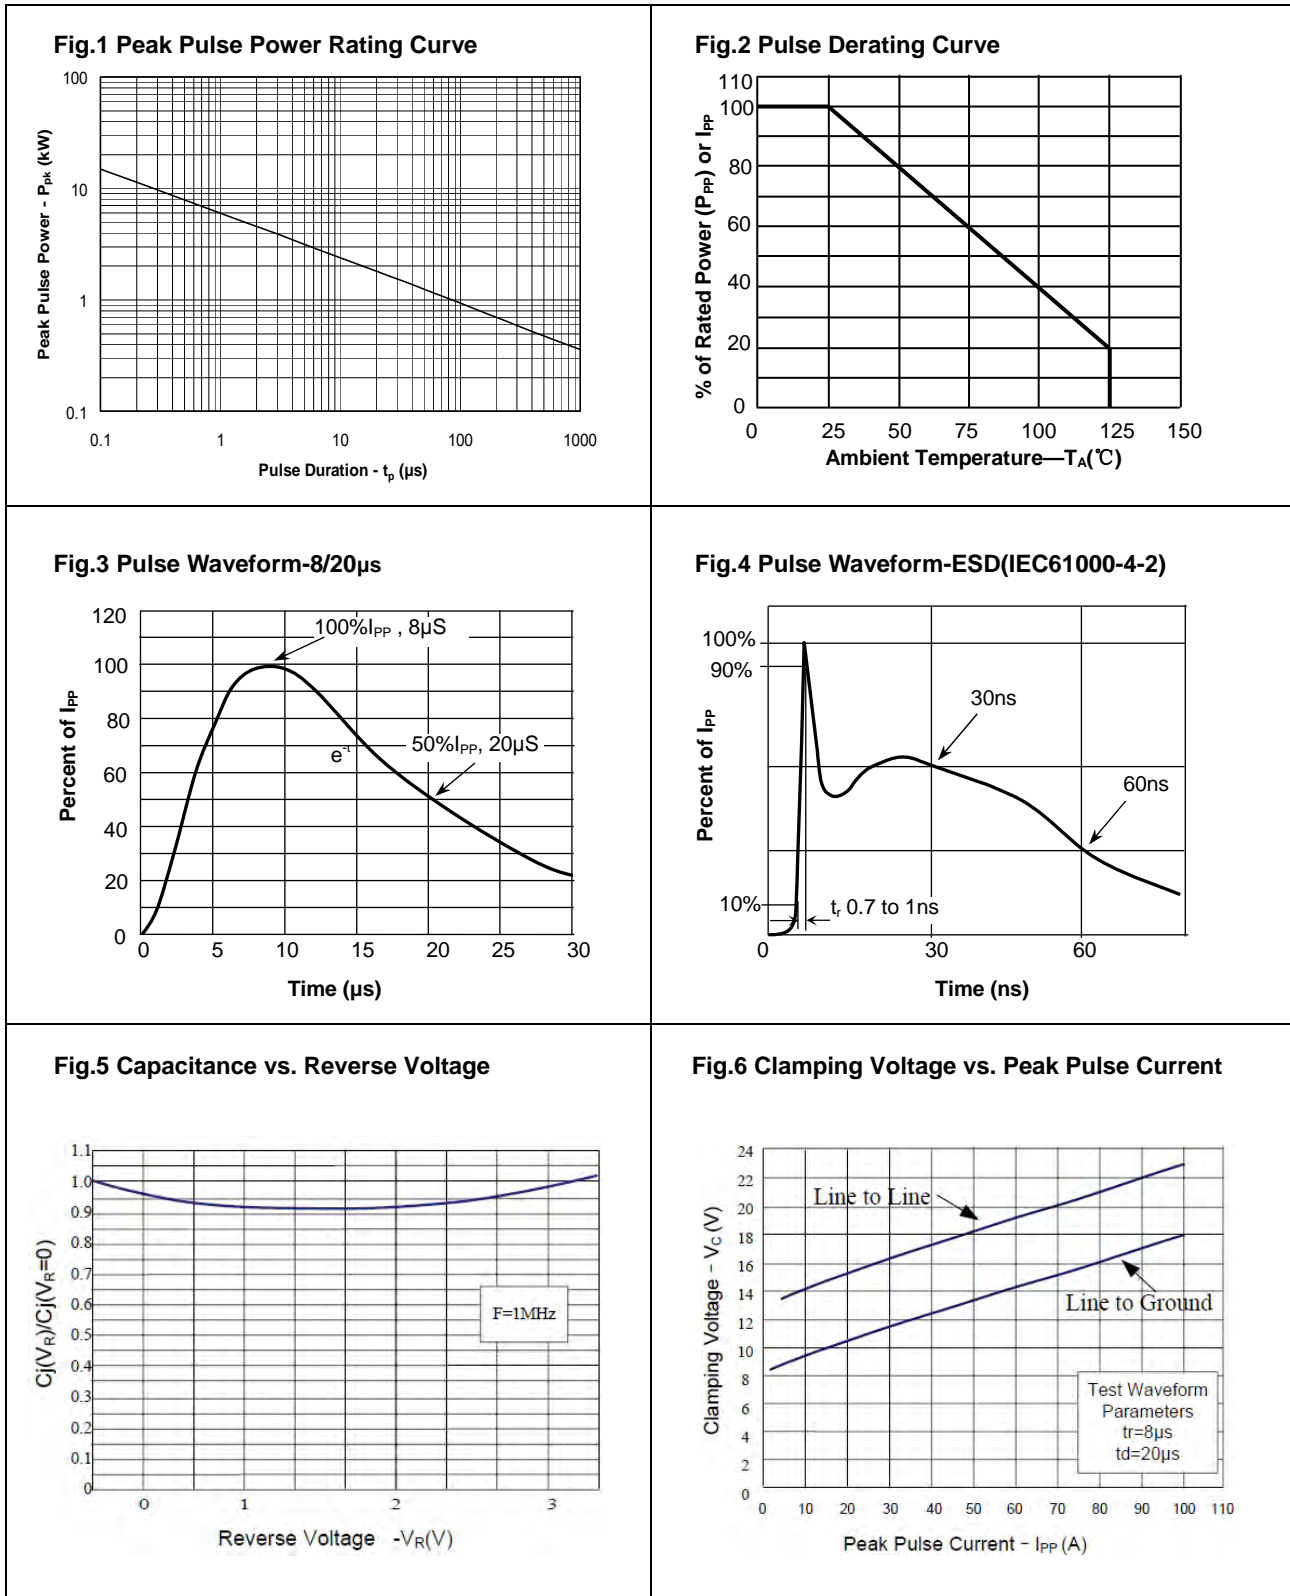 Fig.1 Peak Pulse Power Rating Curve
Peak Pulse Power - Ppk (kW)
100
10
1
0.1
0.1 1 10 100 1000
Pulse Duration - tp (µs)
Fig.2 Pulse Derating Curve
% of Rated Power (PPP) or IPP
110
100
80
60
40
20
0
0 25 50 75 100 125 150
Ambient Temperature—TA(℃)
Fig.3 Pulse Waveform-8/20µs
Percent of IPP
120
100
80
60
40
20
0
100%IPP , 8µS
e-t
50%IPP, 20µS
0 5 10 15 20 25 30
Time (µs)
Fig.4 Pulse Waveform-ESD(IEC61000-4-2)
Percent of IPP
100%
90%
10%
30ns
60ns
tr 0.7 to 1ns
0 30 60
Time (ns)
Fig.5 Capacitance vs. Reverse Voltage
Cj(VR)/Cj(VR=0)
1.1
1.0
0.9
0.8
0.7
0.6
0.5
0.4
0.3
0.2
0.1
0
F=1MHz
0 1 2 3
Reverse Voltage -VR(V)
Fig.6 Clamping Voltage vs. Peak Pulse Current
Clamping Voltage - VC (V)
24
22
20
18
16
14
12
10
8
6
4
2
0
Line to Line
Line to Ground
Test Waveform
Parameters
tr=8µs
td=20µs
0 10 20 30 40 50 60 70 80 90 100 110
Peak Pulse Current - IPP (A)